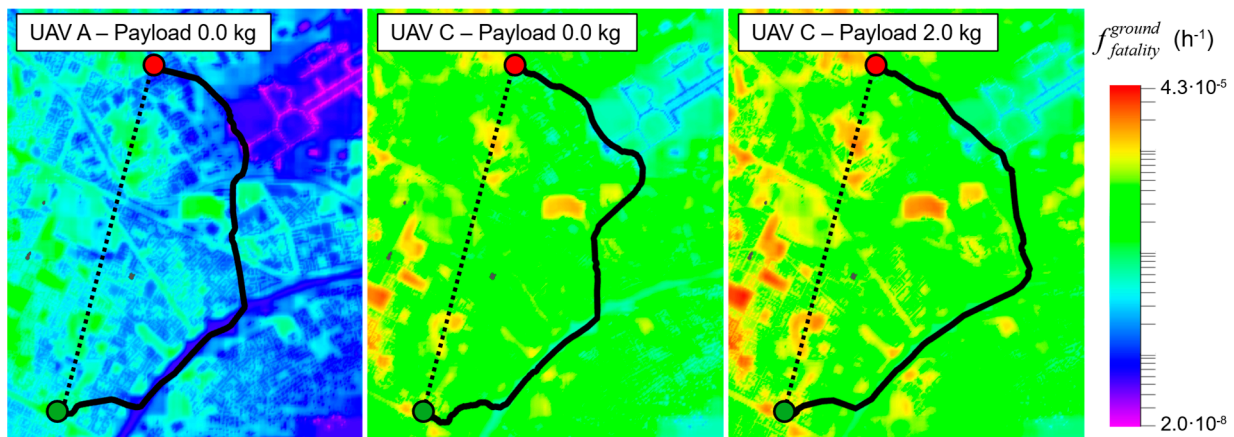 UAV A – Payload 0.0 kg
UAV C – Payload 0.0 kg
UAV C – Payload 2.0 kg
f ground fatality (h⁻¹)
4.3·10⁻⁵
2.0·10⁻⁸